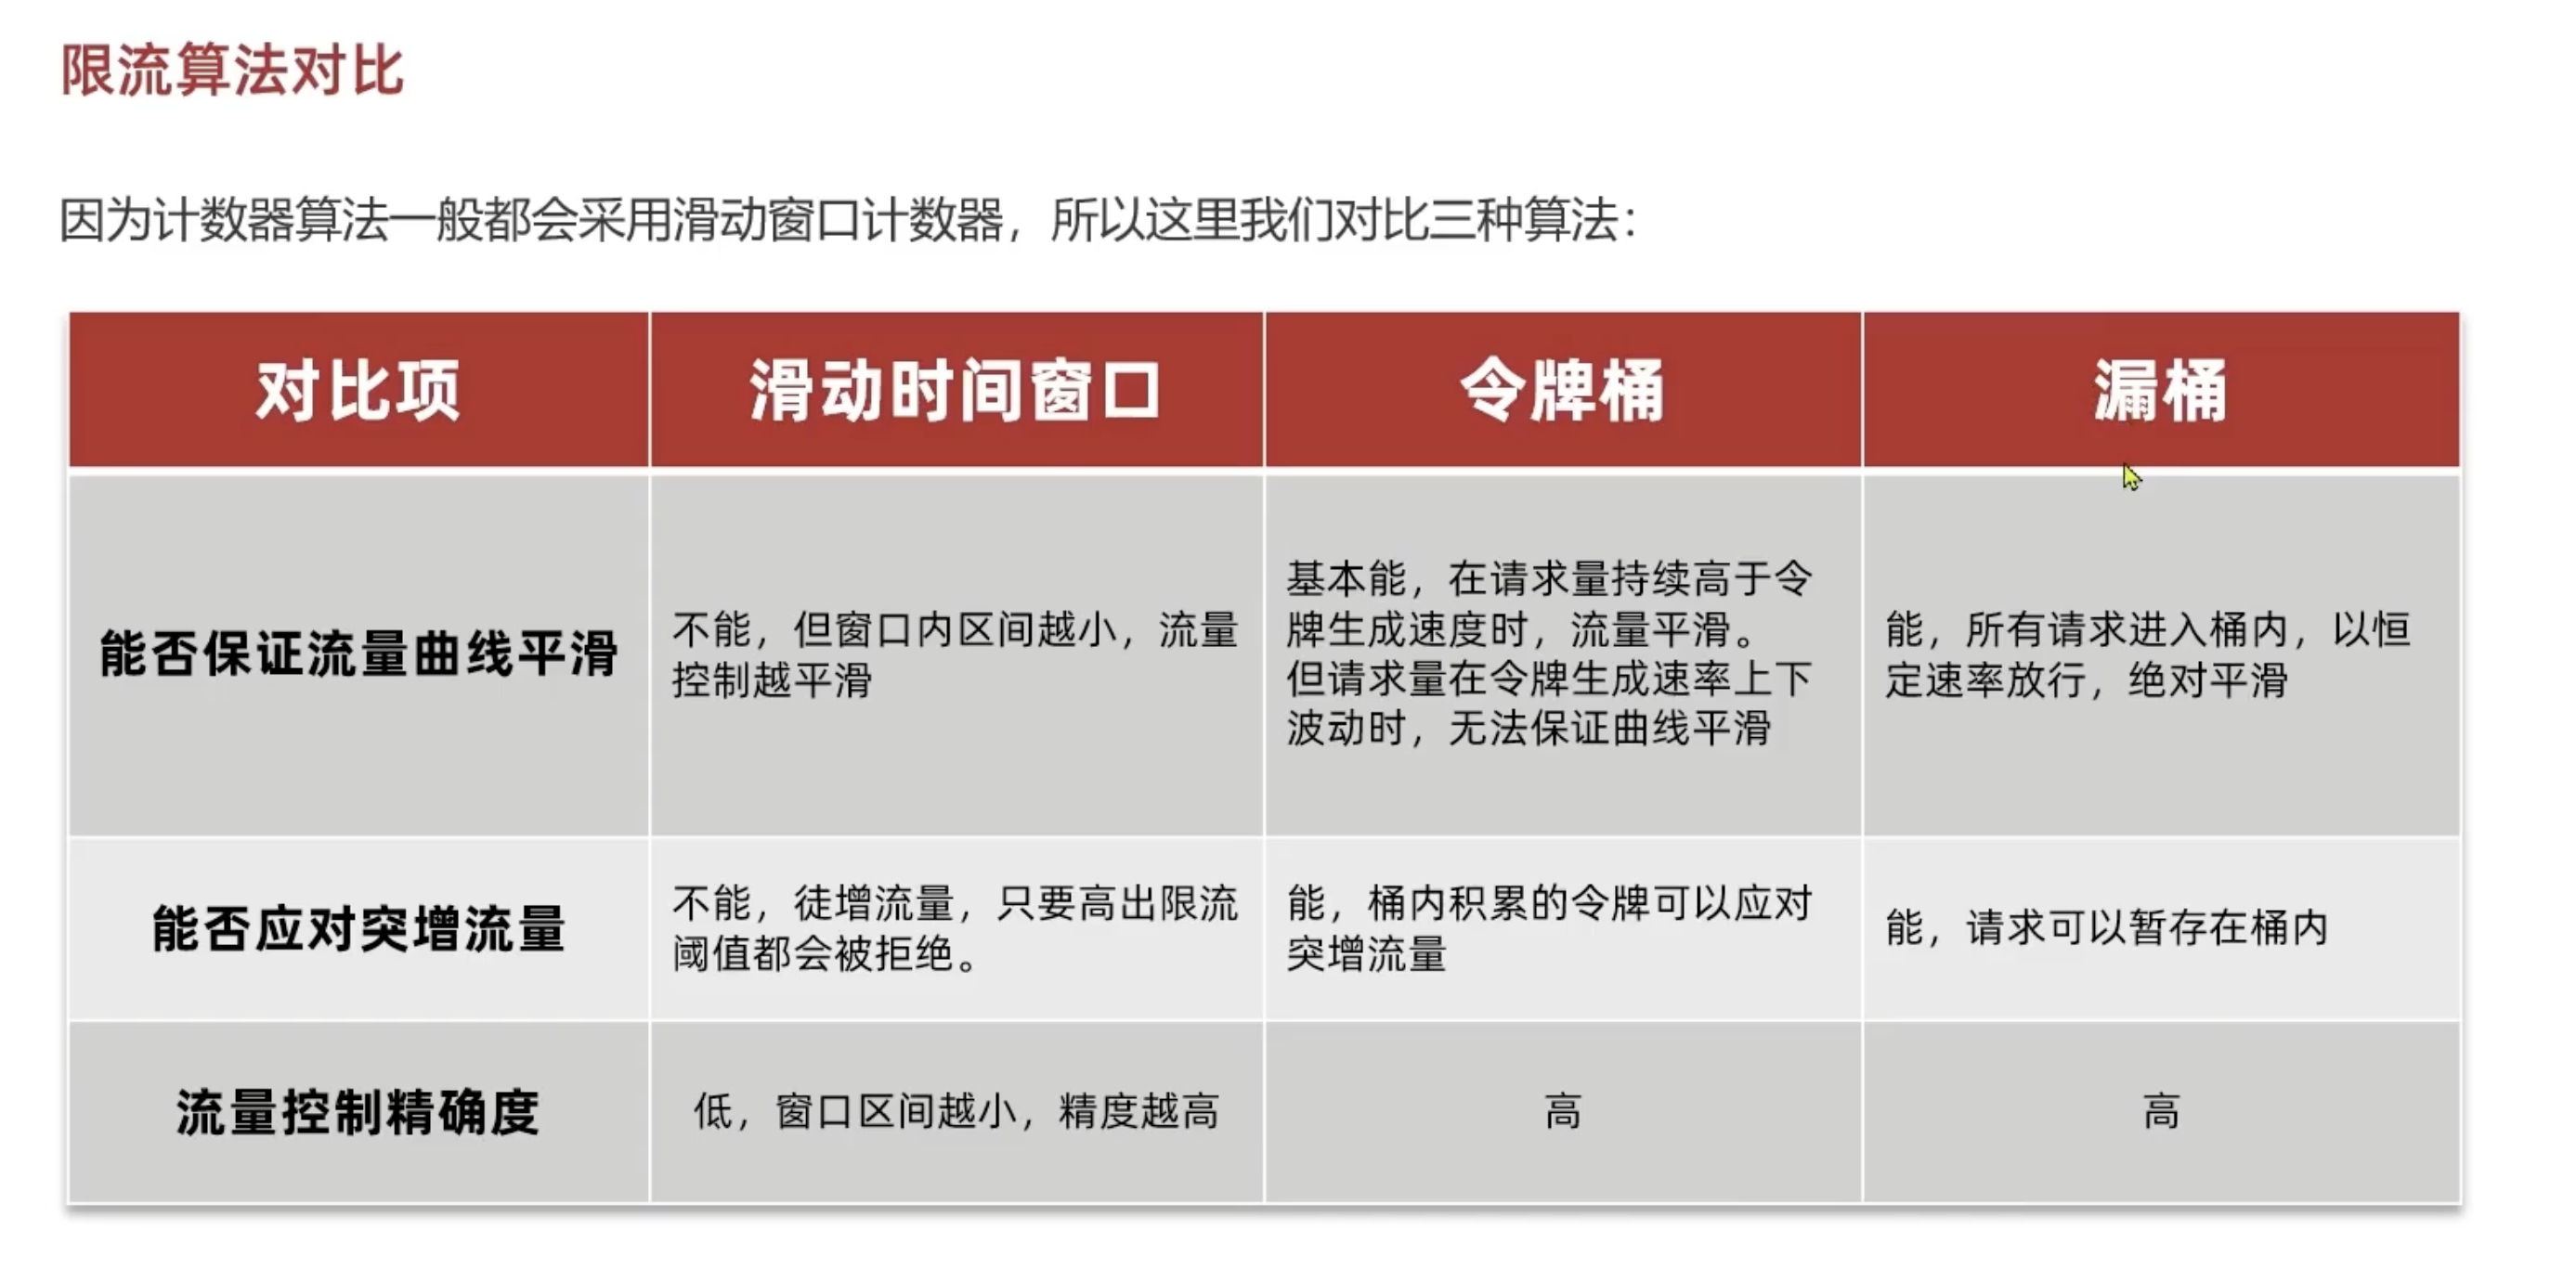 限流算法对比
因为计数器算法一般都会采用滑动窗口计数器，所以这里我们对比三种算法：
对比项
滑动时间窗口
令牌桶
漏桶
能否保证流量曲线平滑
不能，但窗口内区间越小，流量
控制越平滑
基本能，在请求量持续高于令
牌生成速度时，流量平滑。
但请求量在令牌生成速率上下
波动时，无法保证曲线平滑
能，所有请求进入桶内，以恒
定速率放行，绝对平滑
能否应对突增流量
不能，徒增流量，只要高出限流
阈值都会被拒绝。
能，桶内积累的令牌可以应对
突增流量
能，请求可以暂存在桶内
流量控制精确度
低，窗口区间越小，精度越高
高
高